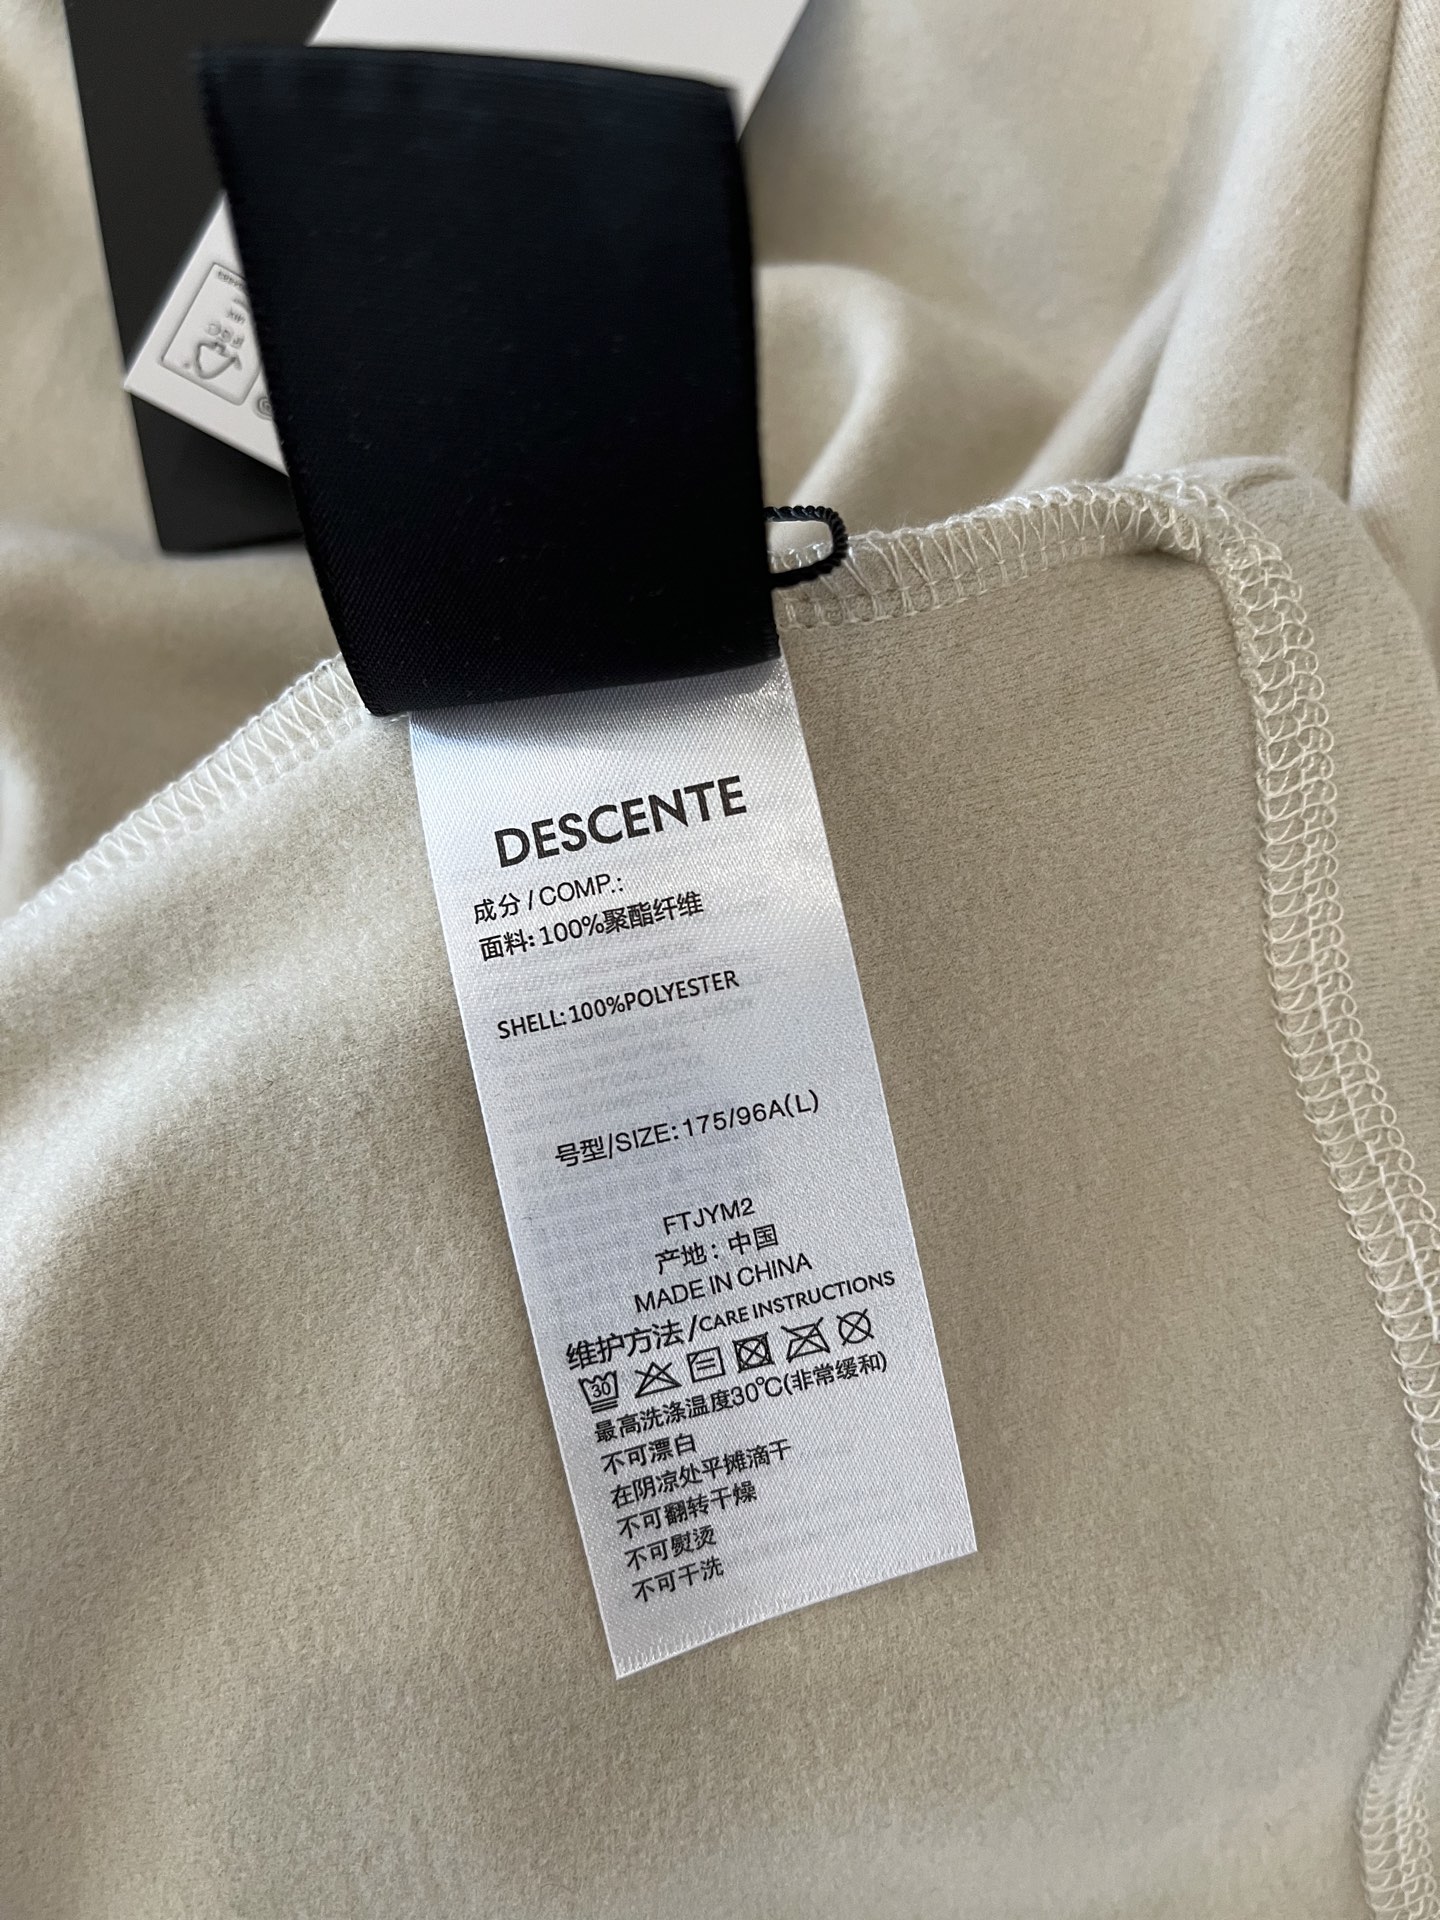 FSC
DESCENTE
成分/COMP.:
面料:100%聚酯纤维
SHELL:100%POLYESTER
号型/SIZE:175/96A(L)
FTJYM2
产地:中国
MADE IN CHINA
维护方法/CARE INSTRUCTIONS
30
最高洗涤温度30℃(非常缓和)
不可漂白
在阴凉处平摊滴干
不可翻转干燥
不可熨烫
不可干洗